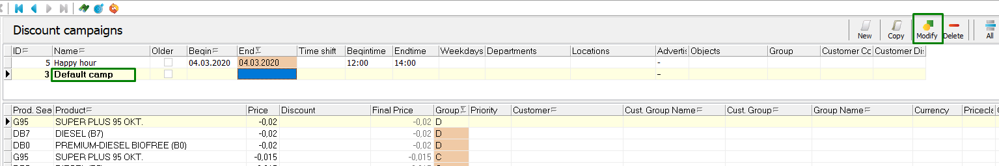 Discount campaigns
New Copy Modify Delete All
ID Name Older Begin End Time shift Begintime Endtime Weekdays Departments Locations Adverti Objects Group Customer Co Customer Di
5 Happy hour 04.03.2020 04.03.2020 12:00 14:00 -
3 Default camp -
Prod. Sea Product Price Discount Final Price Group Priority Customer Cust. Group Name Cust. Group Group Name Currency Pricecla
G95 SUPER PLUS 95 OKT. -0,02 -0,02 D
DB7 DIESEL (B7) -0,02 -0,02 D
DB0 PREMIUM-DIESEL BIOFREE (B0) -0,02 -0,02 D
G95 SUPER PLUS 95 OKT. -0,015 -0,015 C